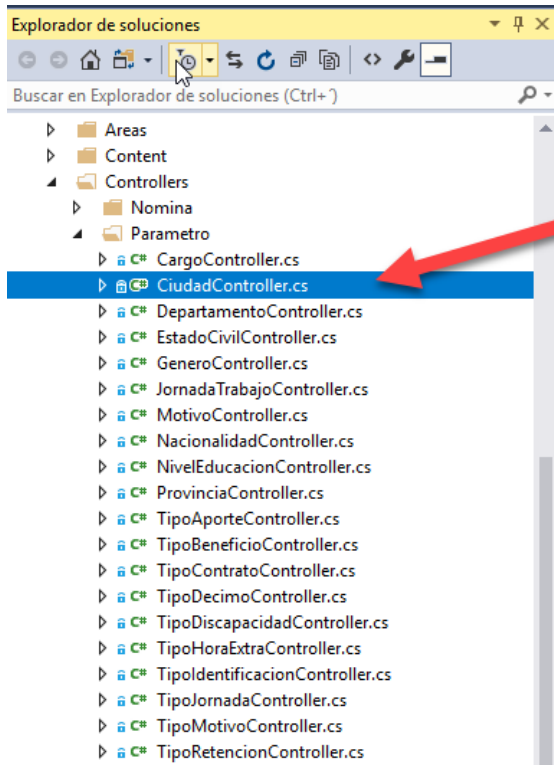 Explorador de soluciones
Buscar en Explorador de soluciones (Ctrl+´)
Areas
Content
Controllers
Nomina
Parametro
C# CargoController.cs
C# CiudadController.cs
C# DepartamentoController.cs
C# EstadoCivilController.cs
C# GeneroController.cs
C# JornadaTrabajoController.cs
C# MotivoController.cs
C# NacionalidadController.cs
C# NivelEducacionController.cs
C# ProvinciaController.cs
C# TipoAporteController.cs
C# TipoBeneficioController.cs
C# TipoContratoController.cs
C# TipoDecimoController.cs
C# TipoDiscapacidadController.cs
C# TipoHoraExtraController.cs
C# TipoIdentificacionController.cs
C# TipoJornadaController.cs
C# TipoMotivoController.cs
C# TipoRetencionController.cs